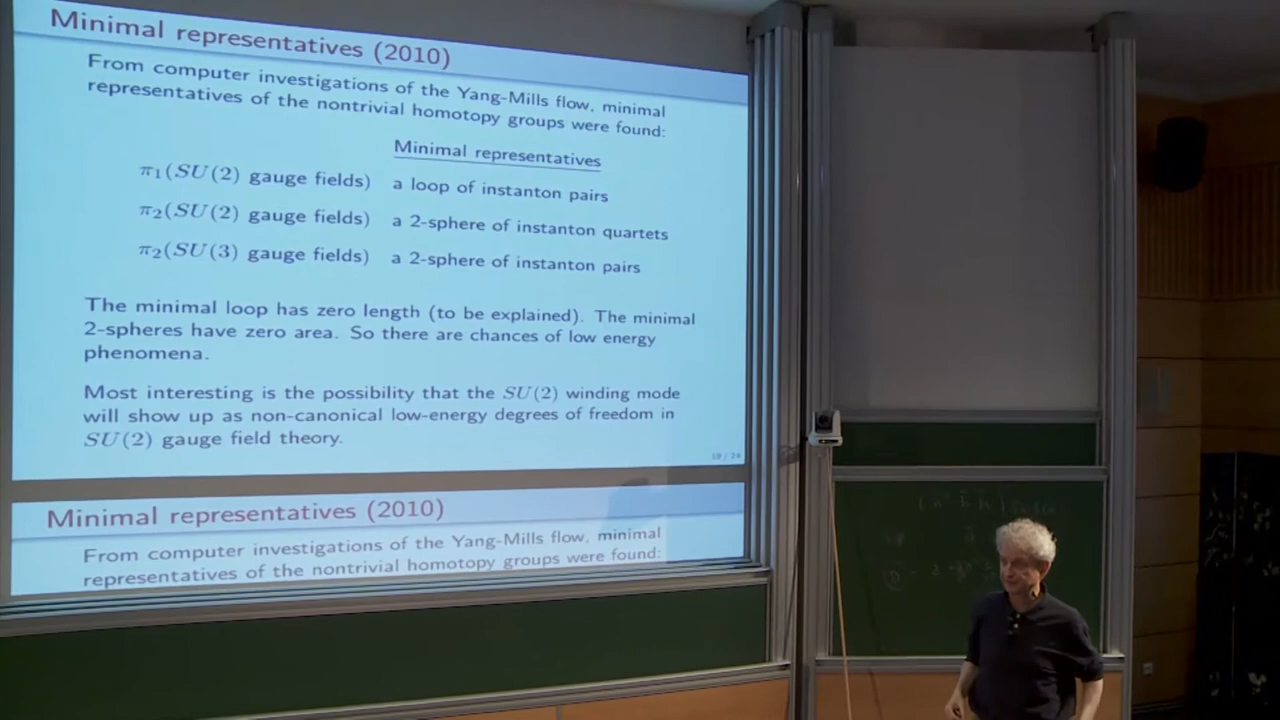 Minimal representatives (2010)
From computer investigations of the Yang-Mills flow, minimal
representatives of the nontrivial homotopy groups were found:
Minimal representatives
π₁(SU(2) gauge fields) a loop of instanton pairs
π₂(SU(2) gauge fields) a 2-sphere of instanton quartets
π₂(SU(3) gauge fields) a 2-sphere of instanton pairs
The minimal loop has zero length (to be explained). The minimal
2-spheres have zero area. So there are chances of low energy
phenomena.
Most interesting is the possibility that the SU(2) winding mode
will show up as non-canonical low-energy degrees of freedom in
SU(2) gauge field theory.
Minimal representatives (2010)
From computer investigations of the Yang-Mills flow, minimal
representatives of the nontrivial homotopy groups were found: